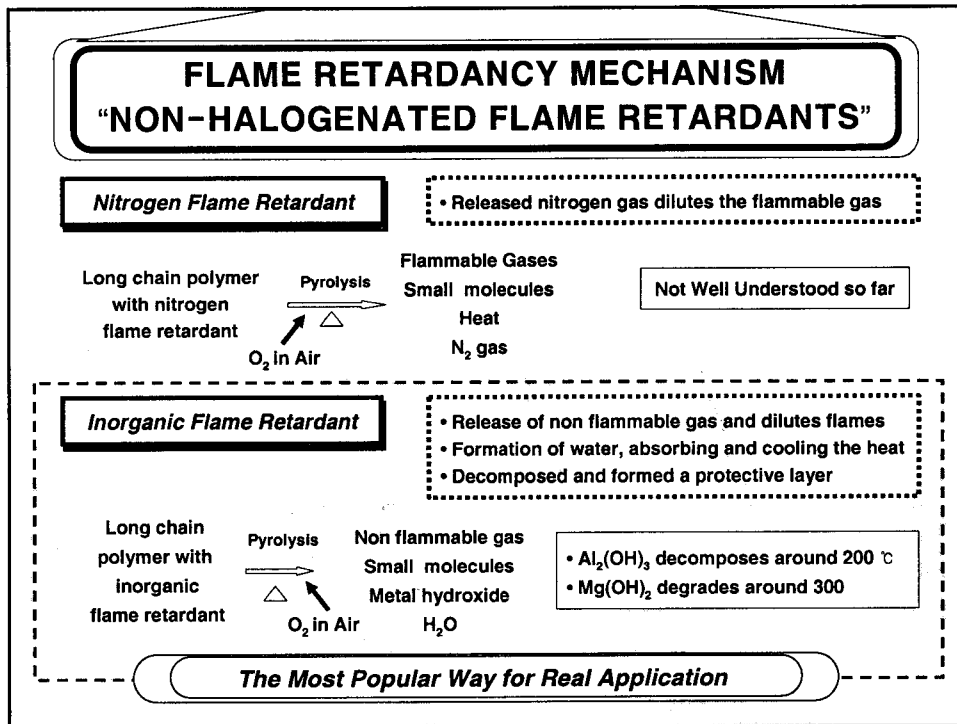 FLAME RETARDANCY MECHANISM
“NON-HALOGENATED FLAME RETARDANTS”
Nitrogen Flame Retardant
• Released nitrogen gas dilutes the flammable gas
Long chain polymer
with nitrogen
flame retardant
Pyrolysis
△
O₂ in Air
Flammable Gases
Small molecules
Heat
N₂ gas
Not Well Understood so far
Inorganic Flame Retardant
• Release of non flammable gas and dilutes flames
• Formation of water, absorbing and cooling the heat
• Decomposed and formed a protective layer
Long chain
polymer with
inorganic
flame retardant
Pyrolysis
△
O₂ in Air
Non flammable gas
Small molecules
Metal hydroxide
H₂O
• Al₂(OH)₃ decomposes around 200 ℃
• Mg(OH)₂ degrades around 300
The Most Popular Way for Real Application